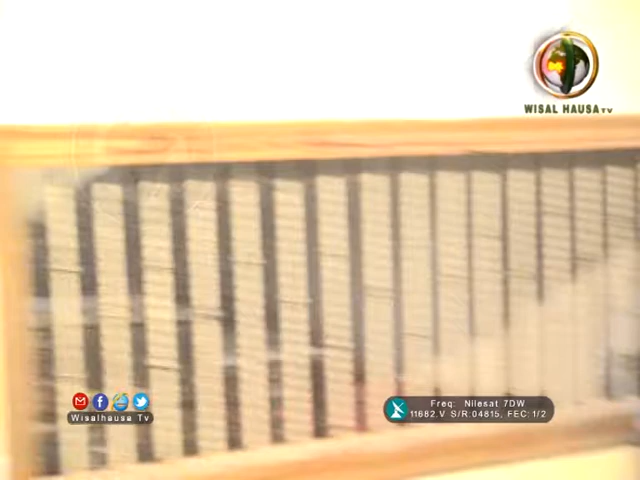 WISAL HAUSA TV
Wisalhausa Tv
Freq: Nilesat 7DW
11682.V S/R:04815, FEC:1/2